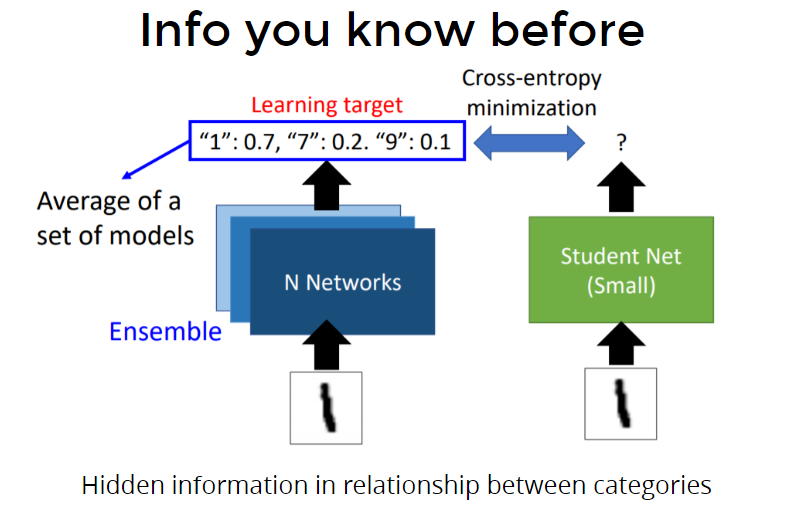 Info you know before
Cross-entropy
minimization
Learning target
“1”: 0.7, “7”: 0.2. “9”: 0.1
?
Average of a
set of models
N Networks
Student Net
(Small)
Ensemble
Hidden information in relationship between categories